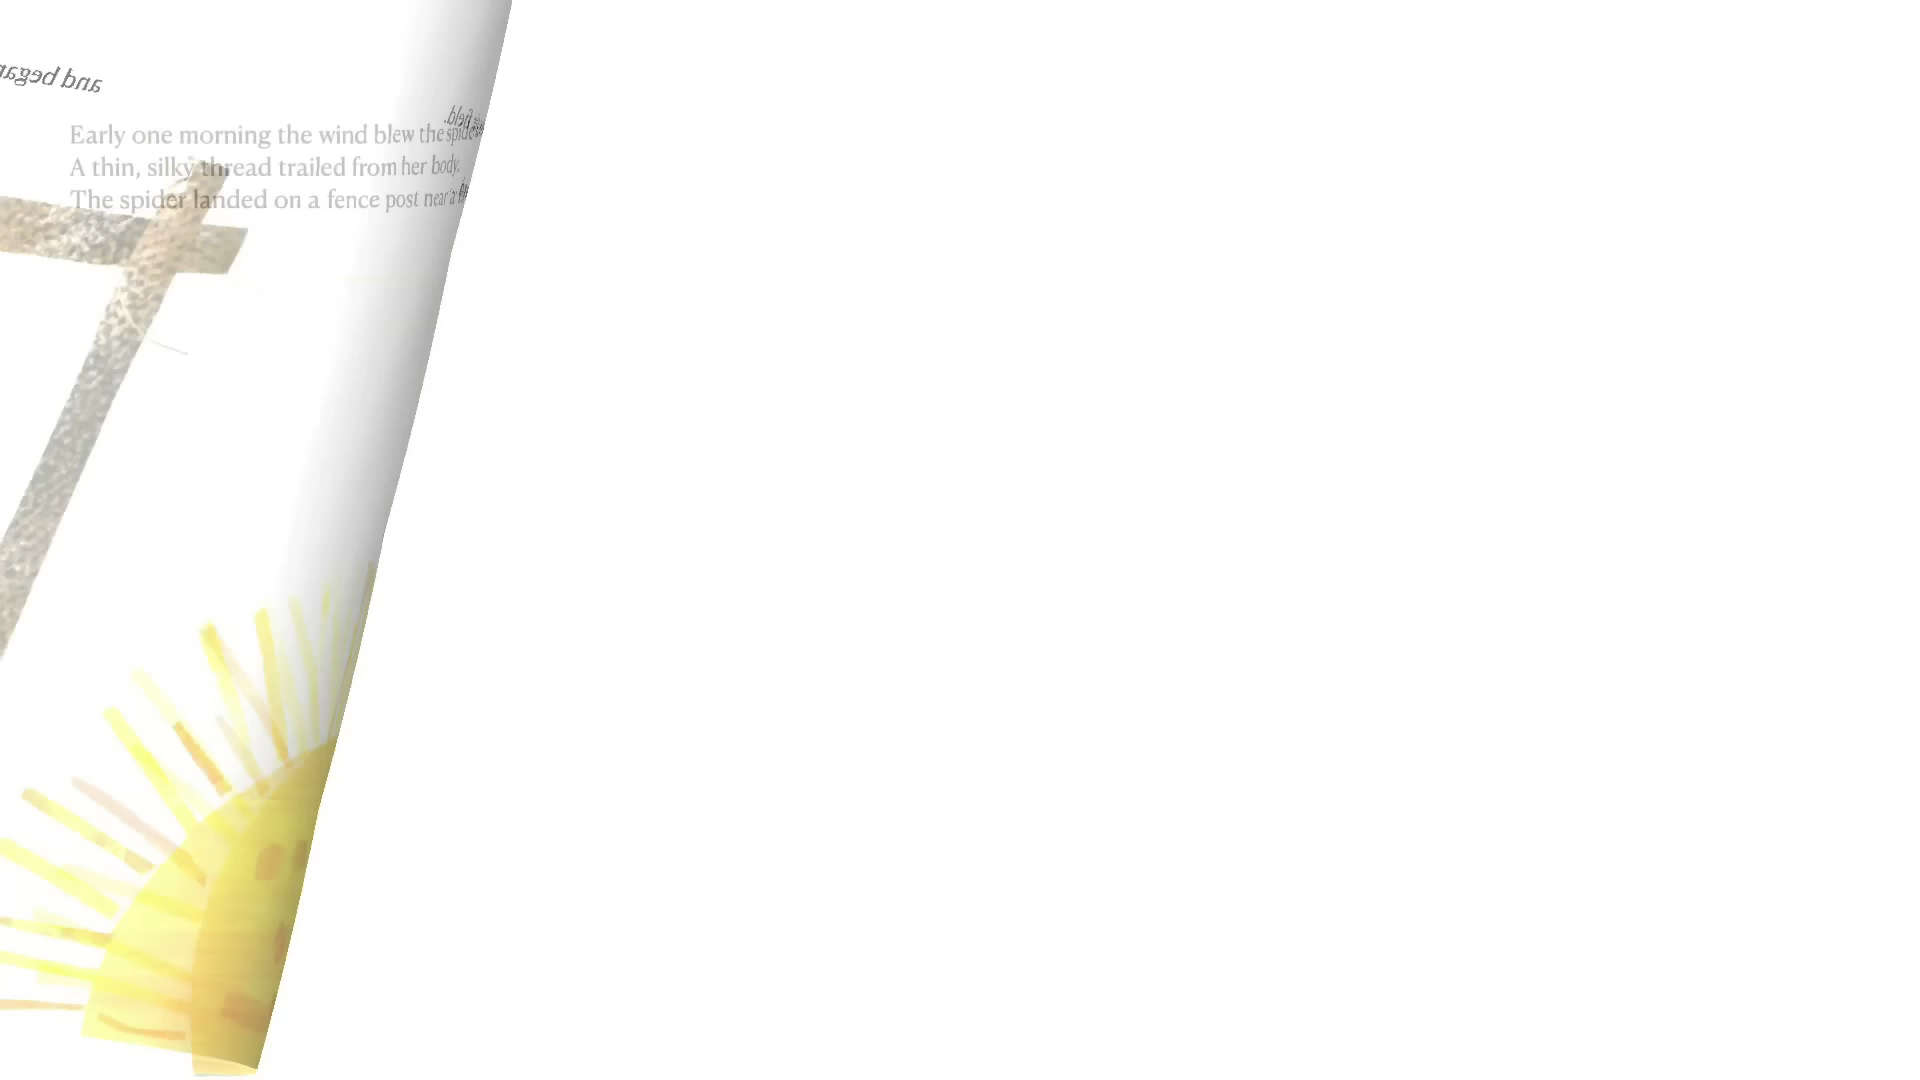 and began
Early one morning the wind blew the
A thin, silky thread trailed from her body.
The spider landed on a fence post near a
field.